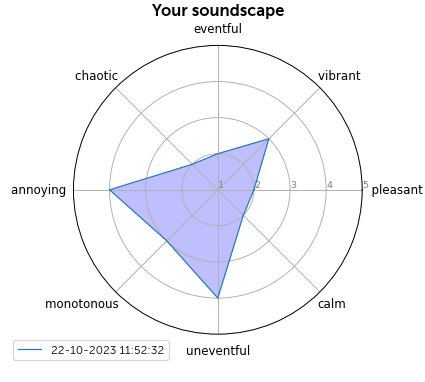 Your soundscape
eventful
chaotic
vibrant
annoying
1 2 3 4 5
pleasant
monotonous
calm
uneventful
22-10-2023 11:52:32